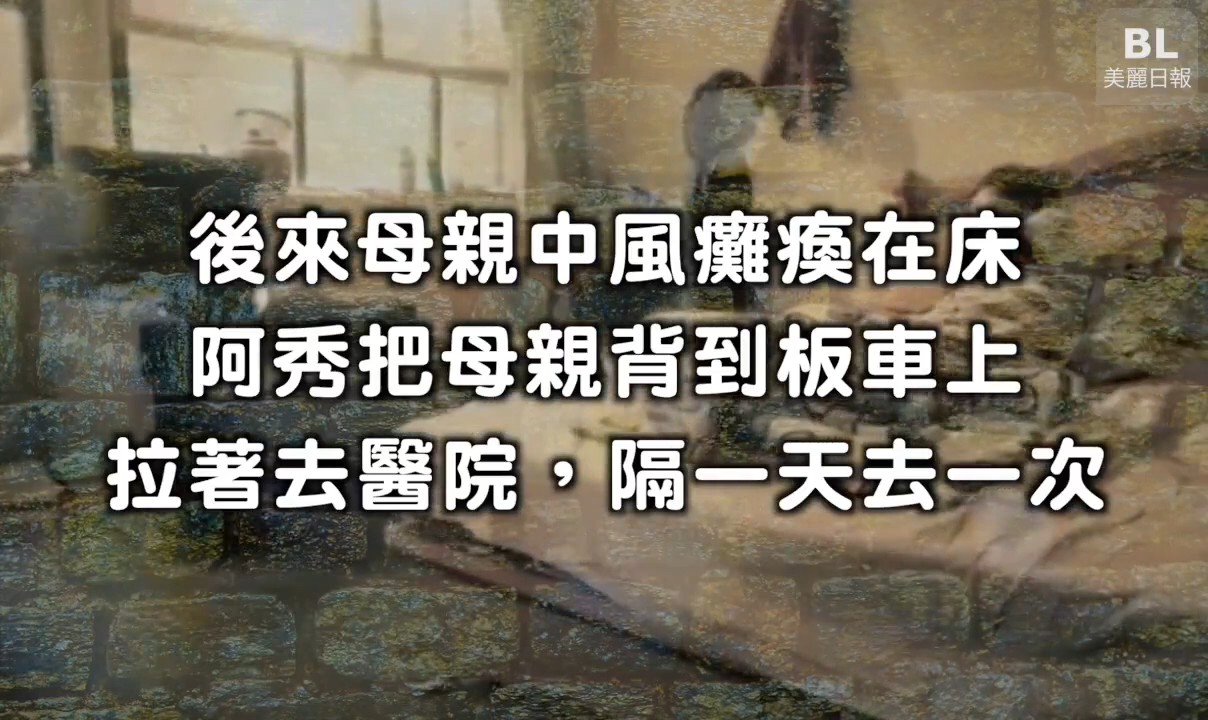 BL
美麗日報
後來母親中風癱瘓在床
阿秀把母親背到板車上
拉著去醫院，隔一天去一次